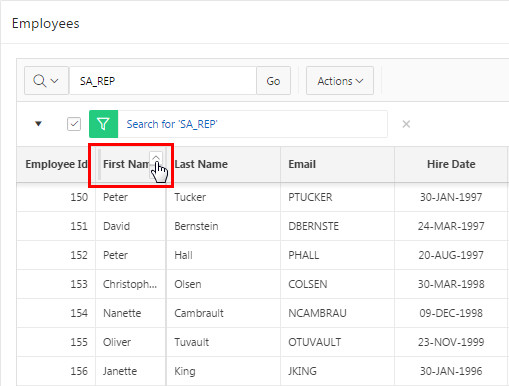 Employees
SA_REP Go Actions
Search for 'SA_REP'
Employee Id First Name Last Name Email Hire Date
150 Peter Tucker PTUCKER 30-JAN-1997
151 David Bernstein DBERNSTE 24-MAR-1997
152 Peter Hall PHALL 20-AUG-1997
153 Christoph... Olsen COLSEN 30-MAR-1998
154 Nanette Cambrault NCAMBRAU 09-DEC-1998
155 Oliver Tuvault OTUVAULT 23-NOV-1999
156 Janette King JKING 30-JAN-1996